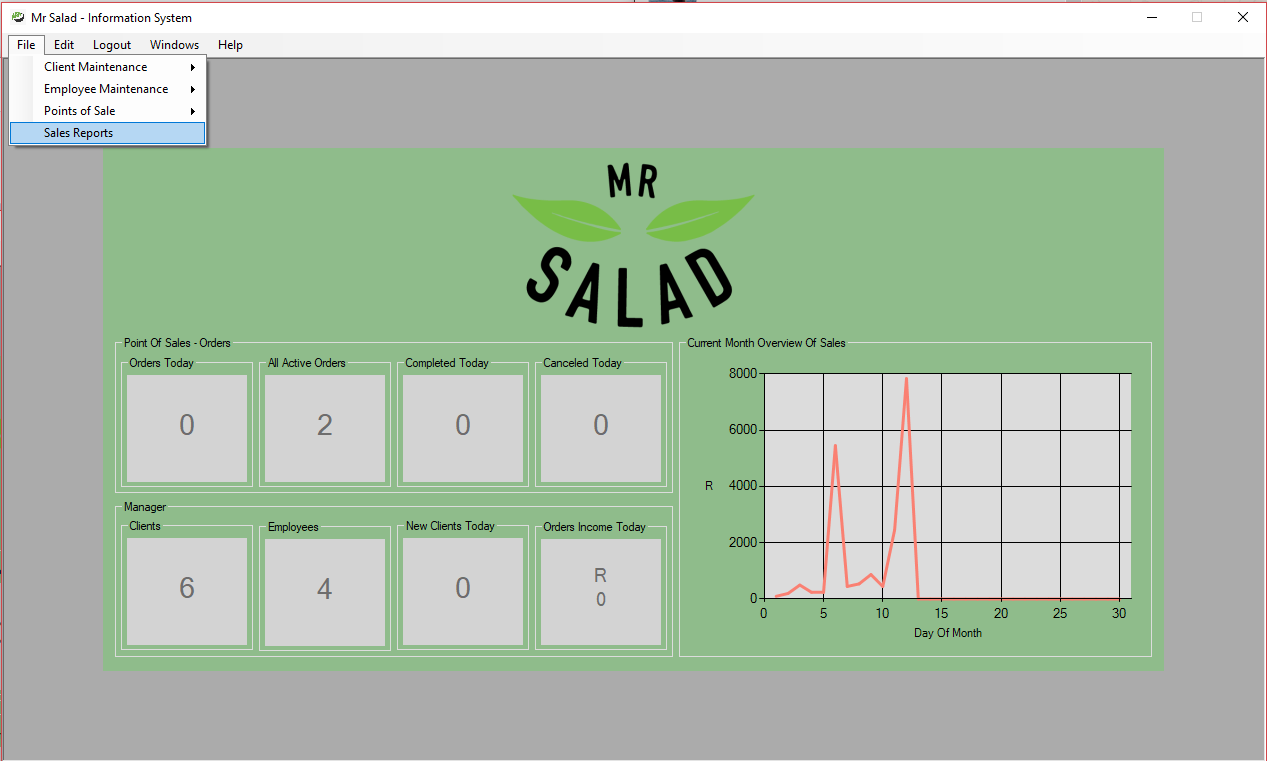 Mr Salad - Information System
File Edit Logout Windows Help
Client Maintenance
Employee Maintenance
Points of Sale
Sales Reports
MR
SALAD
Point Of Sales - Orders
Orders Today
All Active Orders
Completed Today
Canceled Today
0
2
0
0
Manager
Clients
Employees
New Clients Today
Orders Income Today
6
4
0
R
0
Current Month Overview Of Sales
8000
6000
R 4000
2000
0
0 5 10 15 20 25 30
Day Of Month